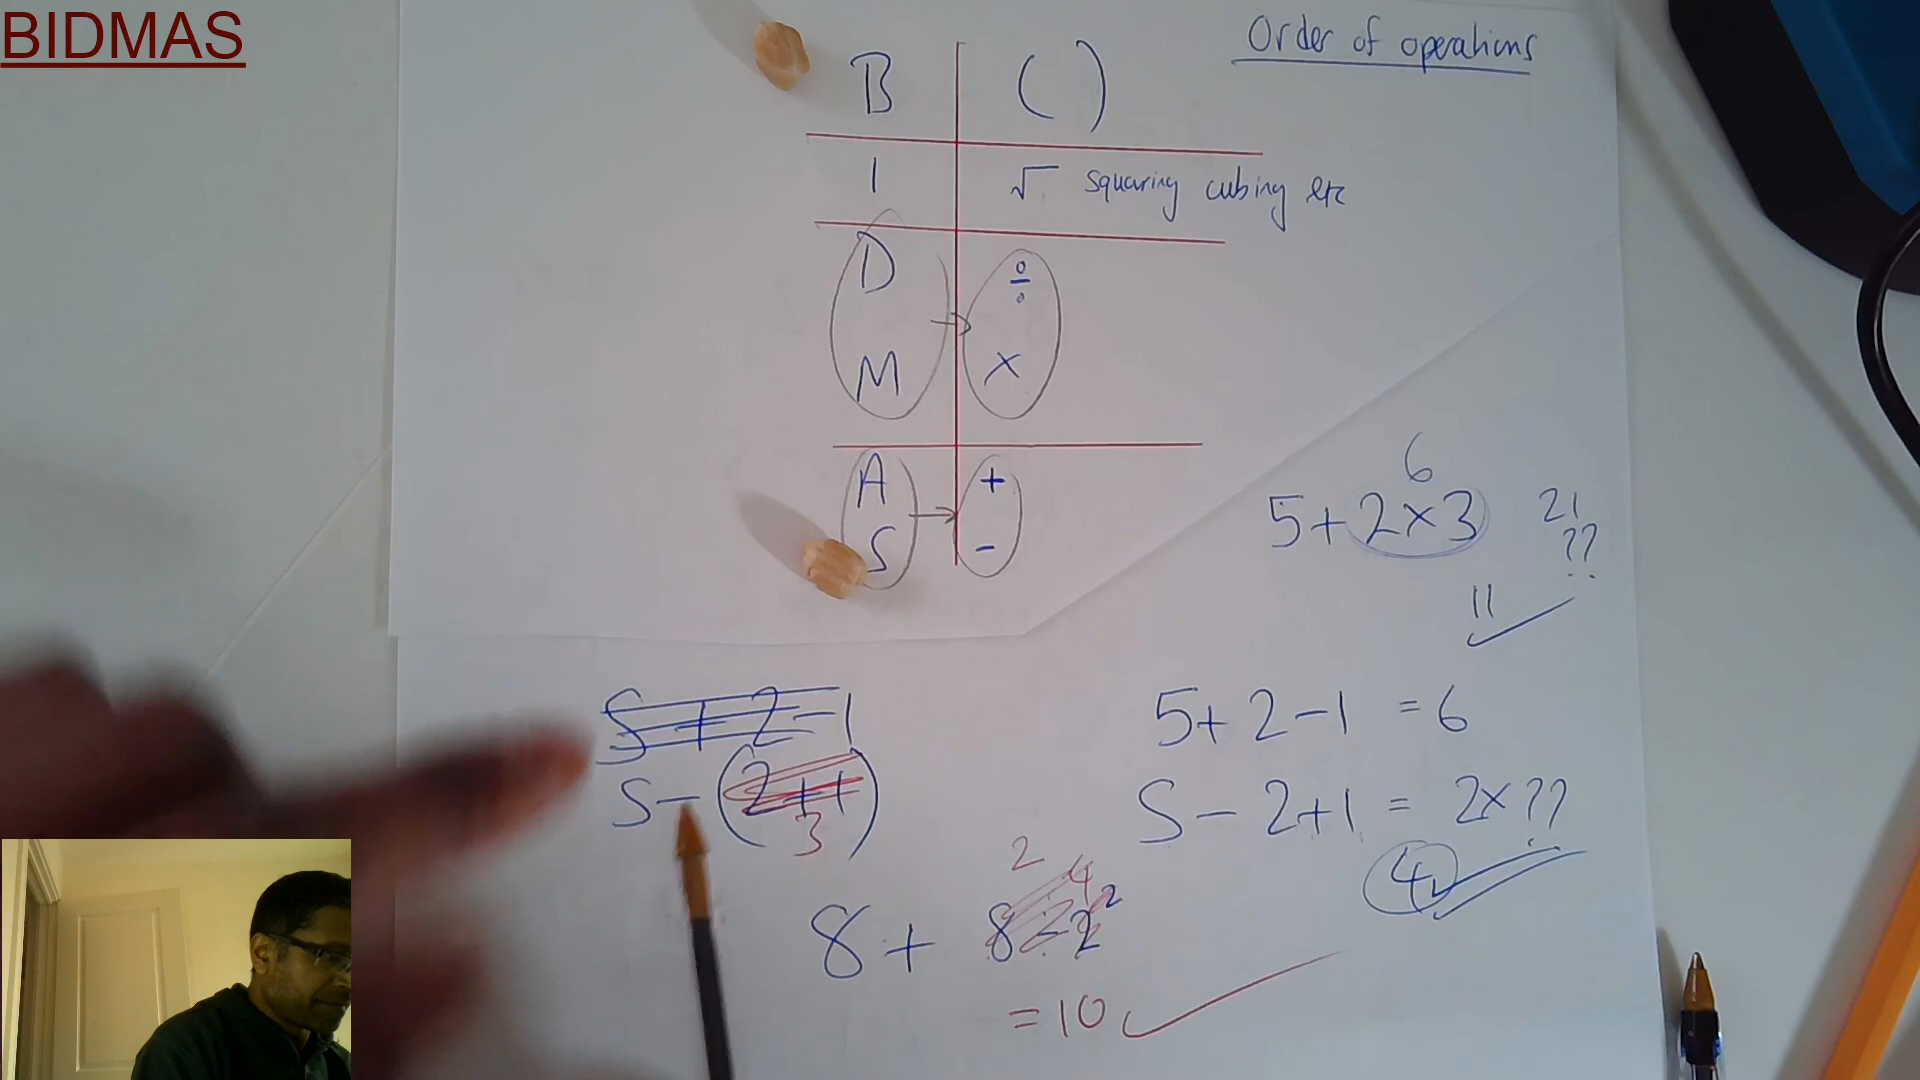 BIDMAS
Order of operations
B ( )
I √ squaring cubing etc
D ÷
M ×
A +
S -
6
5+2×3 21
??
11
5+2-1
5-(2+1)
3
5+2-1 = 6
5-2+1 = 2× ??
4
2 4
8+ 8÷2²
=10